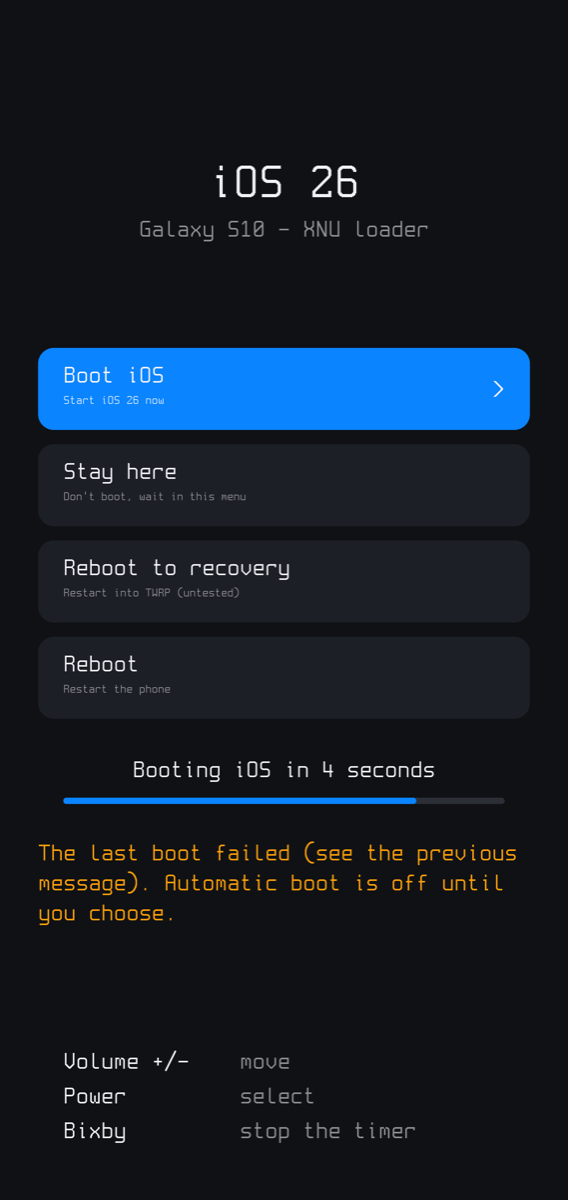 iOS 26
Galaxy S10 - XNU loader
Boot iOS
Start iOS 26 now
Stay here
Don't boot, wait in this menu
Reboot to recovery
Restart into TWRP (untested)
Reboot
Restart the phone
Booting iOS in 4 seconds
The last boot failed (see the previous
message). Automatic boot is off until
you choose.
Volume +/- move
Power select
Bixby stop the timer